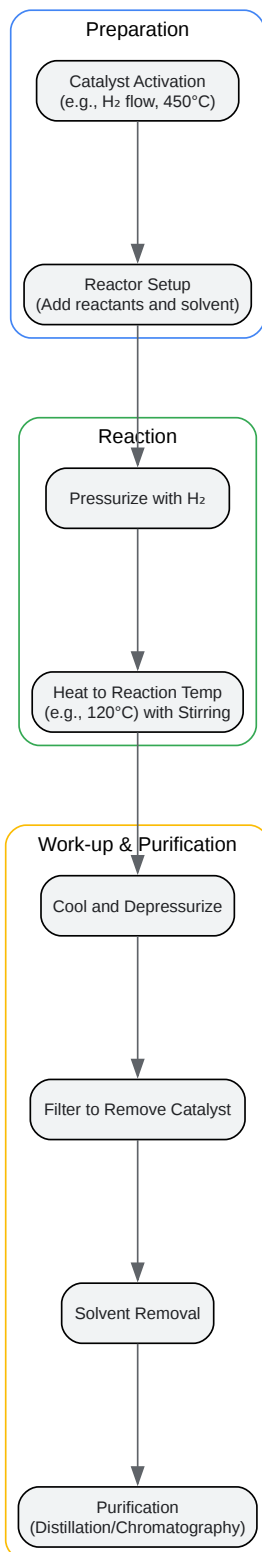 Preparation
Catalyst Activation
(e.g., H₂ flow, 450°C)
Reactor Setup
(Add reactants and solvent)
Reaction
Pressurize with H₂
Heat to Reaction Temp
(e.g., 120°C) with Stirring
Work-up & Purification
Cool and Depressurize
Filter to Remove Catalyst
Solvent Removal
Purification
(Distillation/Chromatography)